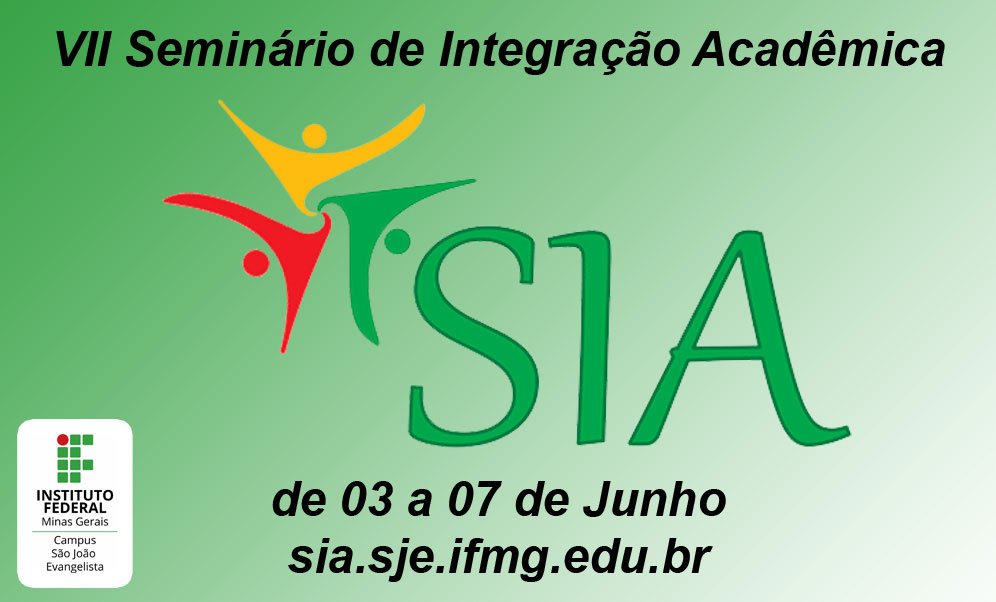 VII Seminário de Integração Acadêmica
SIA
de 03 a 07 de Junho
sia.sje.ifmg.edu.br
INSTITUTO
FEDERAL
Minas Gerais
Campus
São João
Evangelista